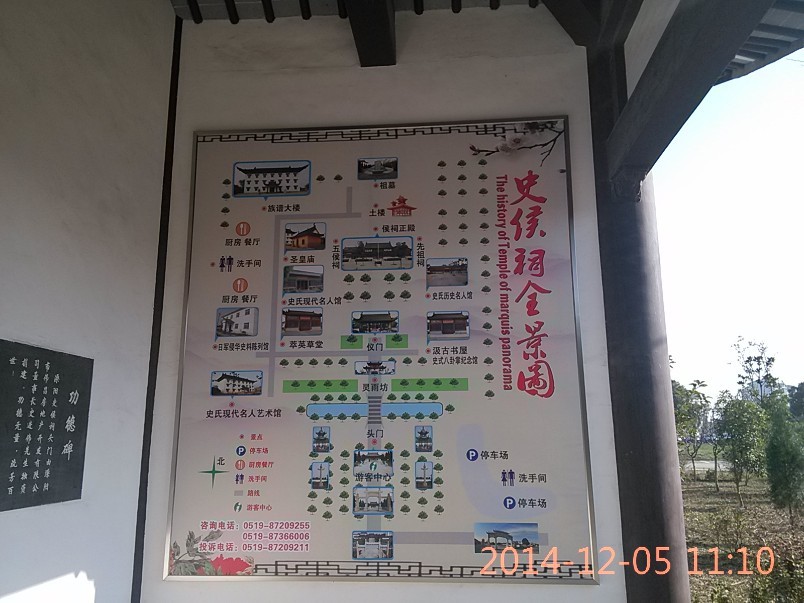 史侯祠全景图
The history of Temple of marquis panorama
祖墓
族谱大楼
土楼
侯祠正殿
厨房 餐厅
五侯祠
先祖祠
圣皇庙
洗手间
史氏现代名人馆
史氏历史名人馆
厨房 餐厅
日军侵华史料陈列馆
萃英草堂
仪门
汲古书屋
史式八卦掌纪念馆
灵雨坊
史氏现代名人艺术馆
头门
景点
停车场
厨房餐厅
洗手间
路线
游客中心
北
游客中心
停车场
洗手间
停车场
咨询电话：0519-87209255
0519-87366006
投诉电话：0519-87209211
功德碑
2014-12-05 11:10